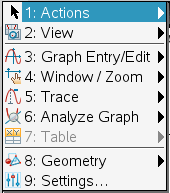 1: Actions
2: View
3: Graph Entry/Edit
4: Window / Zoom
5: Trace
6: Analyze Graph
7: Table
8: Geometry
9: Settings...